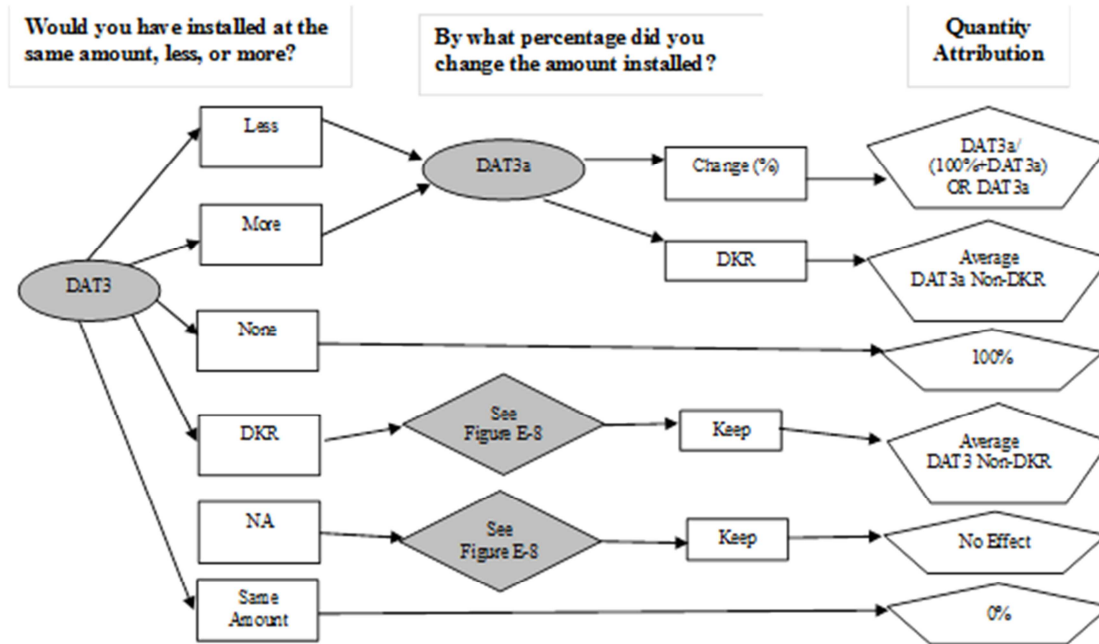 Would you have installed at the
same amount, less, or more?
By what percentage did you
change the amount installed?
Quantity
Attribution
Less
DAT3a
Change (%)
DAT3a/
(100%+DAT3a)
OR DAT3a
More
DKR
Average
DAT3a Non-DKR
DAT3
None
100%
DKR
See
Figure E-8
Keep
Average
DAT3 Non-DKR
NA
See
Figure E-8
Keep
No Effect
Same
Amount
0%